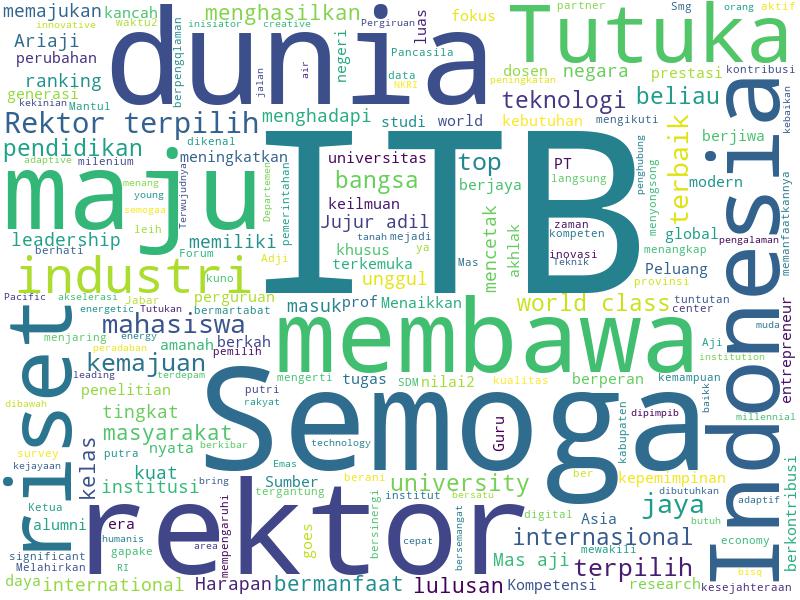 memajukan
innovative
kancah
waktu2
Ariaji
perubahan
ranking
generasi
kekinian
Mantul
dunia
berpengqlaman
menghasilkan
inisiator
creative
jalan
air
negeri
Pergiruan
Pancasila
luas
data
NKRI
fokus
partner
Smg
orang
aktif
Tutuka
dosen
negara
peningkatan
prestasi
kontribusi
teknologi
beliau
Rektor terpilih
menghadapi
studi
world
kebutuhan
mengikuti
kebaikan
pendidikan
dikenal
adaptive
milenium
meningkatkan
maju
menang
young
semogaa
leih
Terwujudnya
Departemen
pemerintahan
ITB
universitas
bangsa
keilmuan
Jujur adil
tanah
mejadi
khusus
ya
terkemuka
unggul
top
berjaya
mencetak
akhlak
Mas
PT
langsung
zaman
kompeten
inovasi
Teknik
penghubung
menyongsong
terbaik
berjiwa
modern
global
pengalaman
menangkap
Peluang
provinsi
memanfaatkannya
Indonesia
leadership
berhati
memiliki
Forum
Adji
industri
kuno
Pacific
akselerasi
Jabar
perguruan
energetic
Tutukan
bermartabat
masuk
prof
Menaikkan
world class
tuntutan
center
riset
mahasiswa
menjaring
energy
amanah
berkah
peradaban
pemilih
kemajuan
leading
terdepam
membawa
Aji
institution
muda
entrepreneur
penelitian
putri
rakyat
mengerti
tugas
SDM
nilai2
kualitas
berperan
kemampuan
baikk
millennial
dibawah
tingkat
masyarakat
putra
nyata
berkibar
Semoga
technology
Guru
kabupaten
dipimpib
survey
kejayaan
kelas
kuat
institusi
bring
Emas
Sumber
tergantung
berani
institut
university
bersatu
ber
kepemimpinan
dibutuhkan
adaptif
jaya
butuh
berkontribusi
Ketua
alumni
era
humanis
gapake
RI
rektor
area
mempengaruhi
goes
bersinergi
cepat
bersemangat
digital
Asia
internasional
mewakili
Mas aji
terpilih
economy
significant
Melahirkan
daya
international
Harapan
bermanfaat
lulusan
Kompetensi
research
bisq
kesejahteraan